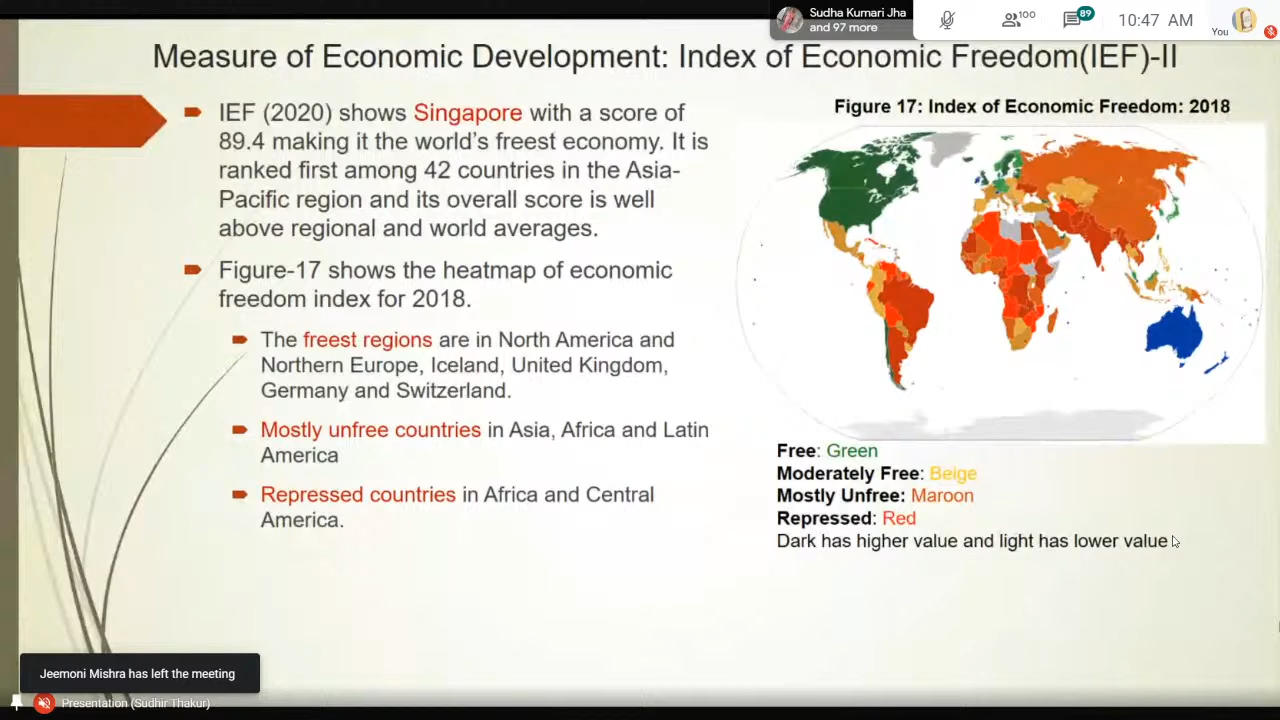 Sudha Kumari Jha
and 97 more
100
89
10:47 AM
You
Measure of Economic Development: Index of Economic Freedom(IEF)-II
IEF (2020) shows Singapore with a score of
89.4 making it the world's freest economy. It is
ranked first among 42 countries in the Asia-
Pacific region and its overall score is well
above regional and world averages.
Figure-17 shows the heatmap of economic
freedom index for 2018.
The freest regions are in North America and
Northern Europe, Iceland, United Kingdom,
Germany and Switzerland.
Mostly unfree countries in Asia, Africa and Latin
America
Repressed countries in Africa and Central
America.
Figure 17: Index of Economic Freedom: 2018
Free: Green
Moderately Free: Beige
Mostly Unfree: Maroon
Repressed: Red
Dark has higher value and light has lower value
Jeemoni Mishra has left the meeting
Presentation (Sudhir Thakur)